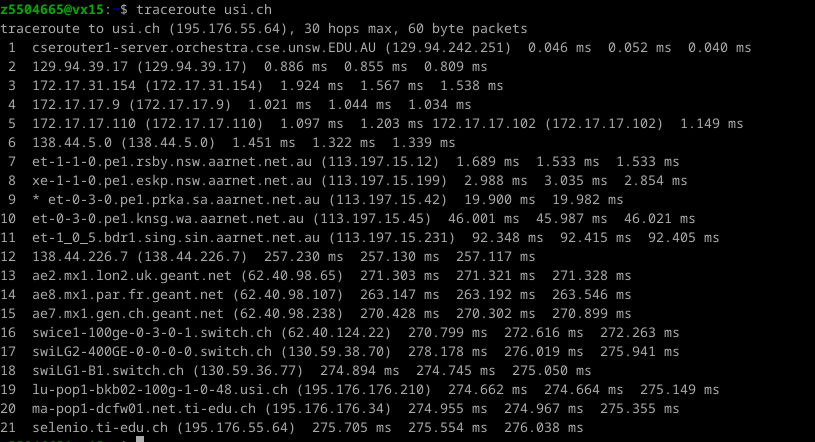 z5504665@vx15:~$ traceroute usi.ch
traceroute to usi.ch (195.176.55.64), 30 hops max, 60 byte packets
 1  cserouter1-server.orchestra.cse.unsw.EDU.AU (129.94.242.251)  0.046 ms  0.052 ms  0.040 ms
 2  129.94.39.17 (129.94.39.17)  0.886 ms  0.855 ms  0.809 ms
 3  172.17.31.154 (172.17.31.154)  1.924 ms  1.567 ms  1.538 ms
 4  172.17.17.9 (172.17.17.9)  1.021 ms  1.044 ms  1.034 ms
 5  172.17.17.110 (172.17.17.110)  1.097 ms  1.203 ms 172.17.17.102 (172.17.17.102)  1.149 ms
 6  138.44.5.0 (138.44.5.0)  1.451 ms  1.322 ms  1.339 ms
 7  et-1-1-0.pe1.rsby.nsw.aarnet.net.au (113.197.15.12)  1.689 ms  1.533 ms  1.533 ms
 8  xe-1-1-0.pe1.eskp.nsw.aarnet.net.au (113.197.15.199)  2.988 ms  3.035 ms  2.854 ms
 9  * et-0-3-0.pe1.prka.sa.aarnet.net.au (113.197.15.42)  19.900 ms  19.982 ms
10  et-0-3-0.pe1.knsg.wa.aarnet.net.au (113.197.15.45)  46.001 ms  45.987 ms  46.021 ms
11  et-1_0_5.bdr1.sing.sin.aarnet.net.au (113.197.15.231)  92.348 ms  92.415 ms  92.405 ms
12  138.44.226.7 (138.44.226.7)  257.230 ms  257.130 ms  257.117 ms
13  ae2.mx1.lon2.uk.geant.net (62.40.98.65)  271.303 ms  271.321 ms  271.328 ms
14  ae8.mx1.par.fr.geant.net (62.40.98.107)  263.147 ms  263.192 ms  263.546 ms
15  ae7.mx1.gen.ch.geant.net (62.40.98.238)  270.428 ms  270.302 ms  270.899 ms
16  swice1-100ge-0-3-0-1.switch.ch (62.40.124.22)  270.799 ms  272.616 ms  272.263 ms
17  swiLG2-400GE-0-0-0-0.switch.ch (130.59.38.70)  278.178 ms  276.019 ms  275.941 ms
18  swiLG1-B1.switch.ch (130.59.36.77)  274.894 ms  274.745 ms  275.050 ms
19  lu-pop1-bkb02-100g-1-0-48.usi.ch (195.176.176.210)  274.662 ms  274.664 ms  275.149 ms
20  ma-pop1-dcfw01.net.ti-edu.ch (195.176.176.34)  274.955 ms  274.967 ms  275.355 ms
21  selenio.ti-edu.ch (195.176.55.64)  275.705 ms  275.554 ms  276.038 ms